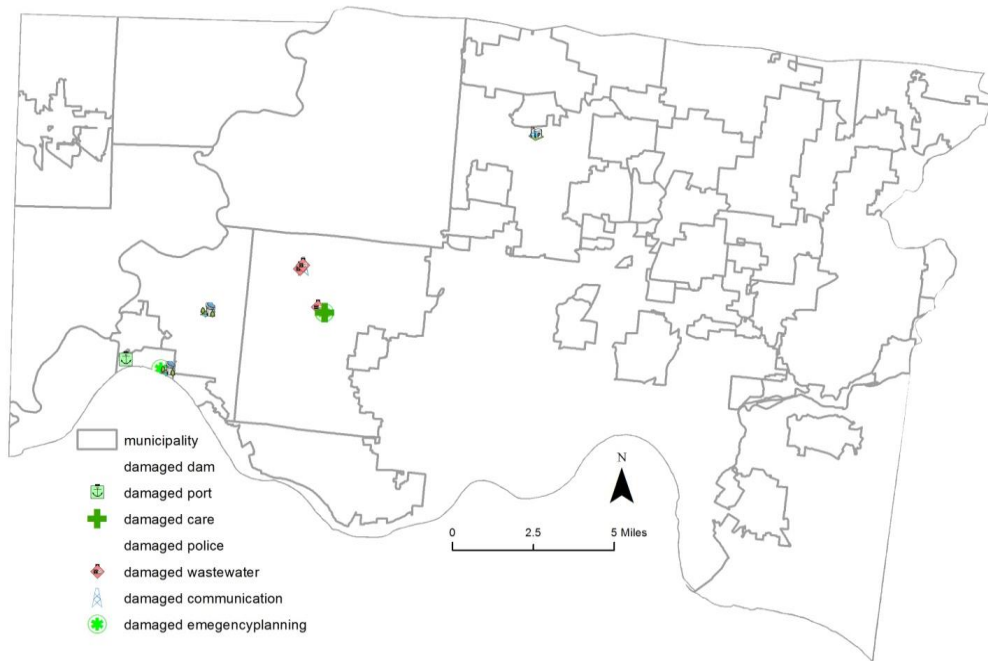 municipality
damaged dam
damaged port
damaged care
damaged police
damaged wastewater
damaged communication
damaged emegencyplanning
N
0 2.5 5 Miles